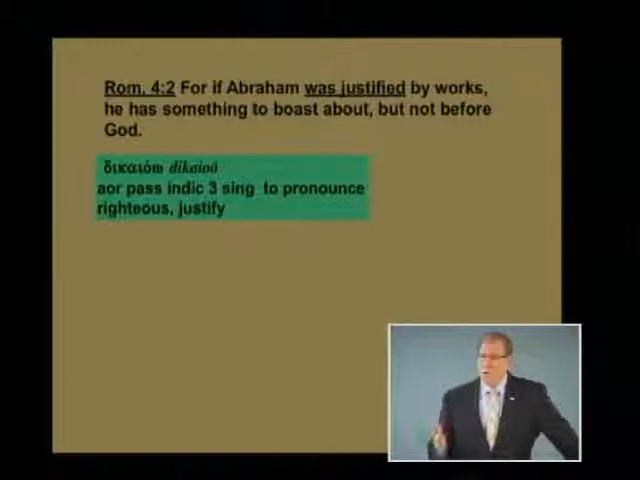 Rom. 4:2 For if Abraham was justified by works,
he has something to boast about, but not before
God.
δικαιόω dikaioō
aor pass indic 3 sing to pronounce
righteous, justify